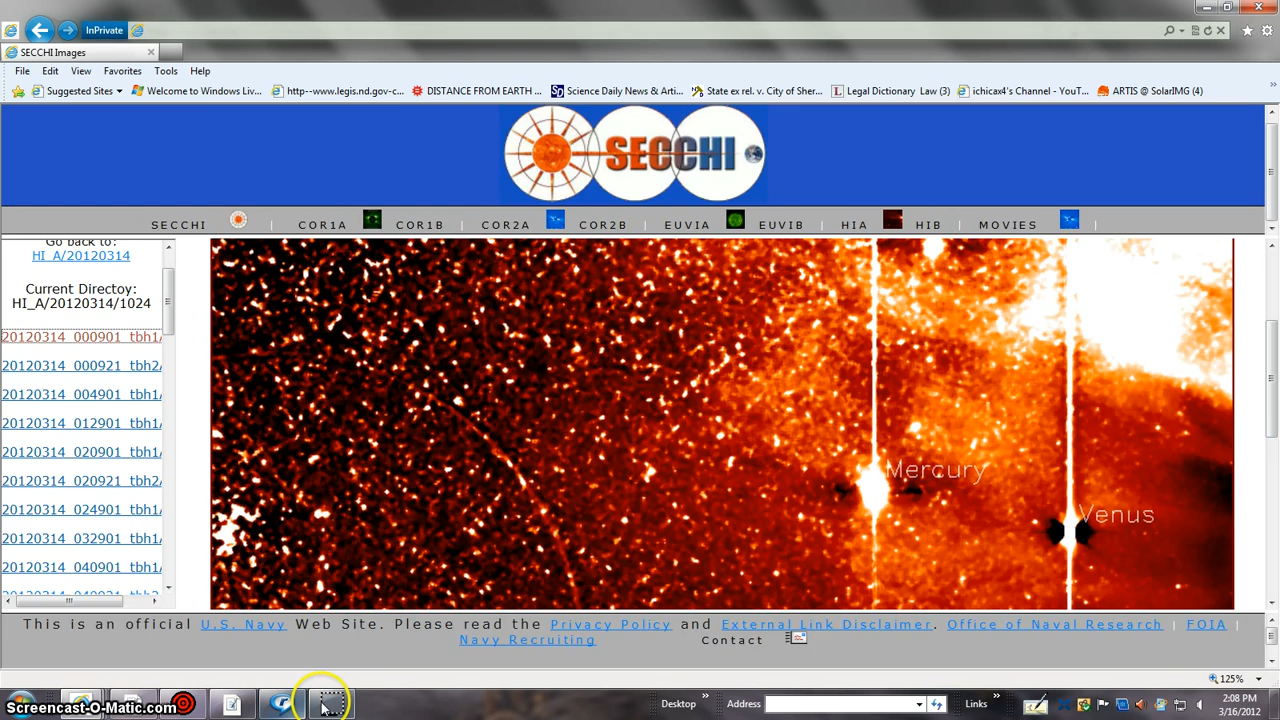 InPrivate
SECCHI Images
File Edit View Favorites Tools Help
Suggested Sites Welcome to Windows Liv... http--www.legis.nd.gov-c... DISTANCE FROM EARTH ... Science Daily News & Arti... State ex rel. v. City of Sher... Legal Dictionary Law (3) ichicax4's Channel - YouT... ARTIS @ SolarIMG (4)
SECCHI
SECCHI | COR1A COR1B | COR2A COR2B | EUVIA EUVIB | HIA HIB | MOVIES |
Go back to:
HI_A/20120314
Current Directoy:
HI_A/20120314/1024
20120314_000901_tbh1/
20120314_000921_tbh2/
20120314_004901_tbh1/
20120314_012901_tbh1/
20120314_020901_tbh1/
20120314_020921_tbh2/
20120314_024901_tbh1/
20120314_032901_tbh1/
20120314_040901_tbh1/
Mercury
Venus
This is an official U.S. Navy Web Site. Please read the Privacy Policy and External Link Disclaimer. Office of Naval Research | FOIA |
Navy Recruiting Contact
125%
Screencast-O-Matic.com
Desktop » Address Links »
2:08 PM
3/16/2012